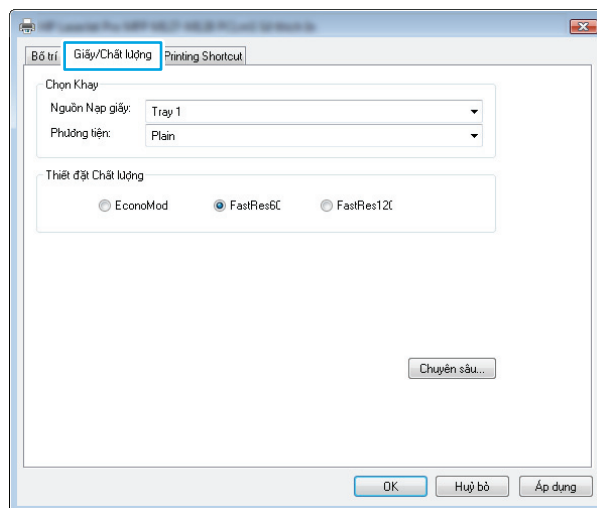 Bố trí Giấy/Chất lượng Printing Shortcut
Chọn Khay
Nguồn Nạp giấy: Tray 1
Phương tiện: Plain
Thiết đặt Chất lượng
EconoMod FastRes60 FastRes120
Chuyên sâu...
OK Huỷ bỏ Áp dụng